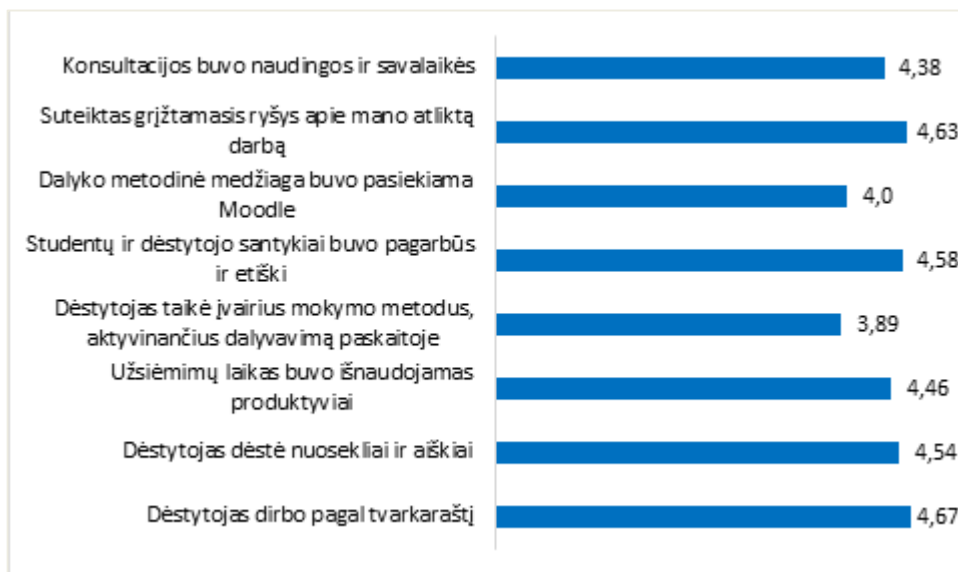 Konsultacijos buvo naudingos ir savalaikės
4,38
Suteiktas grįžtamasis ryšys apie mano atliktą
darbą
4,63
Dalyko metodinė medžiaga buvo pasiekiama
Moodle
4,0
Studentų ir dėstytojo santykiai buvo pagarbūs
ir etiški
4,58
Dėstytojas taikė įvairius mokymo metodus,
aktyvinančius dalyvavimą paskaitoje
3,89
Užsiėmimų laikas buvo išnaudojamas
produktyviai
4,46
Dėstytojas dėstė nuosekliai ir aiškiai
4,54
Dėstytojas dirbo pagal tvarkaraštį
4,67